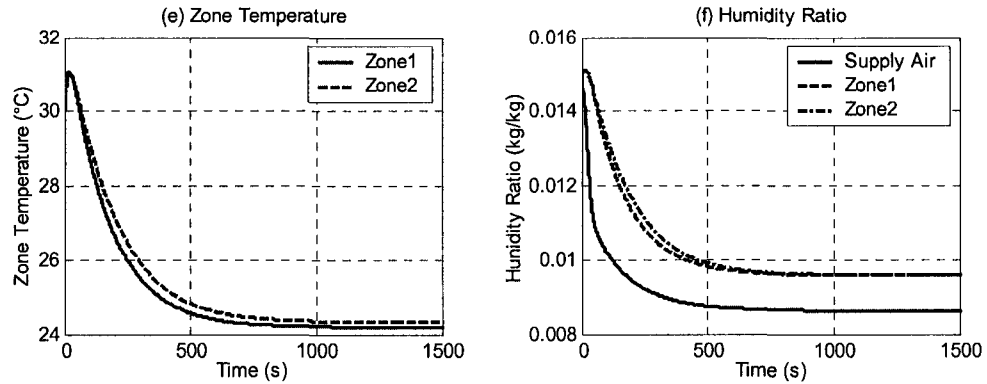 (e) Zone Temperature
32
30
28
26
24
Zone Temperature (°C)
Zone1
Zone2
0
500
1000
1500
Time (s)
(f) Humidity Ratio
0.016
0.014
0.012
0.01
0.008
Humidity Ratio (kg/kg)
Supply Air
Zone1
Zone2
0
500
1000
1500
Time (s)